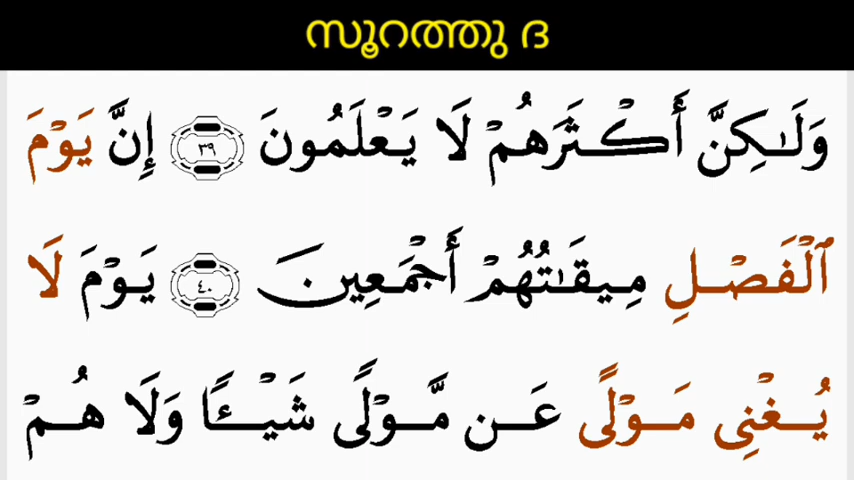 സൂറത്തു ദ
وَلَـٰكِنَّ أَكْثَرَهُمْ لَا يَعْلَمُونَ ٣٩ إِنَّ يَوْمَ
ٱلْفَصْلِ مِيقَـٰتُهُمْ أَجْمَعِينَ ٤٠ يَوْمَ لَا
يُغْنِى مَوْلًى عَن مَّوْلًى شَيْـًٔا وَلَا هُمْ